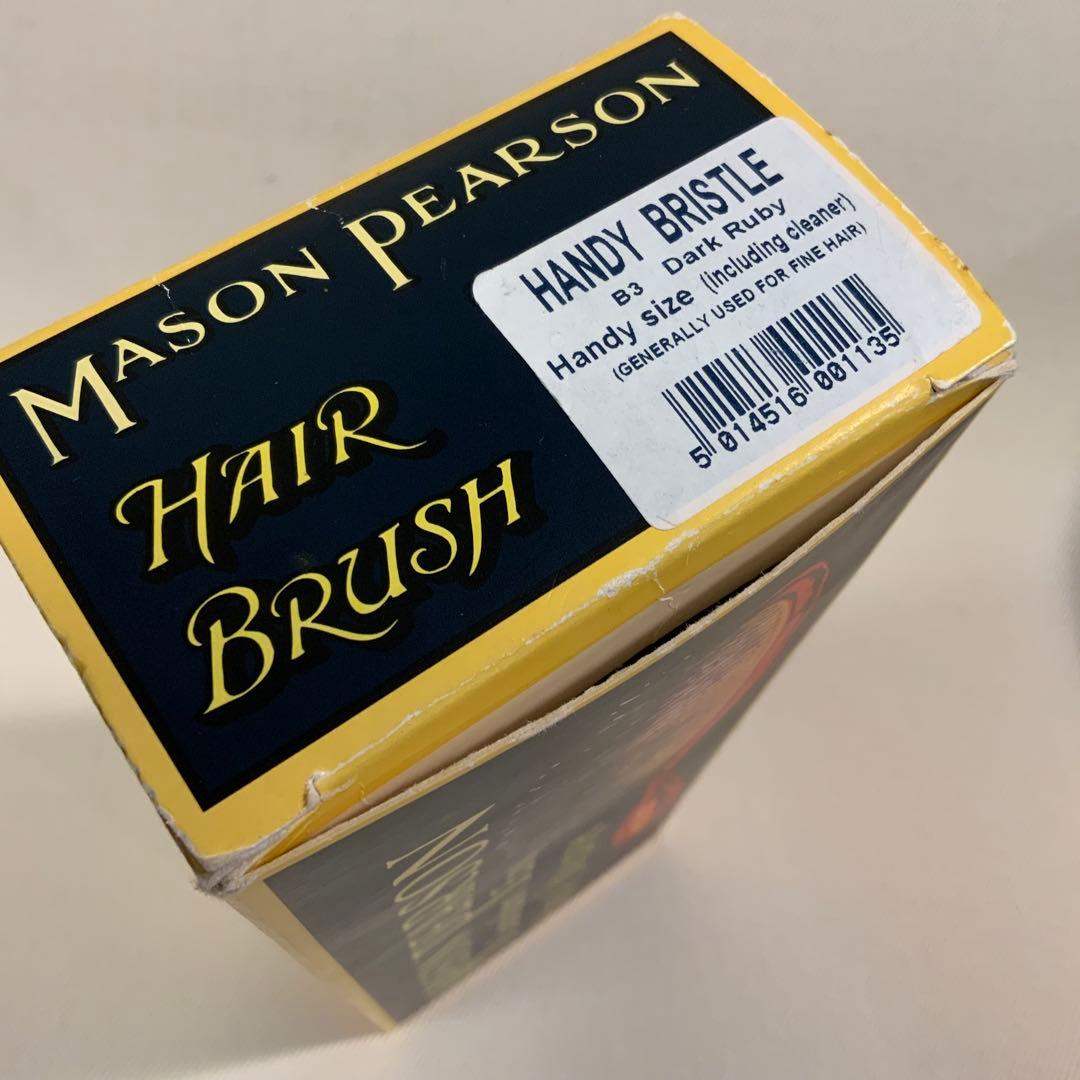 MASON PEARSON
HAIR
BRUSH
HANDY BRISTLE
B3 Dark Ruby
Handy size (including cleaner)
(GENERALLY USED FOR FINE HAIR)
5 014516 001135